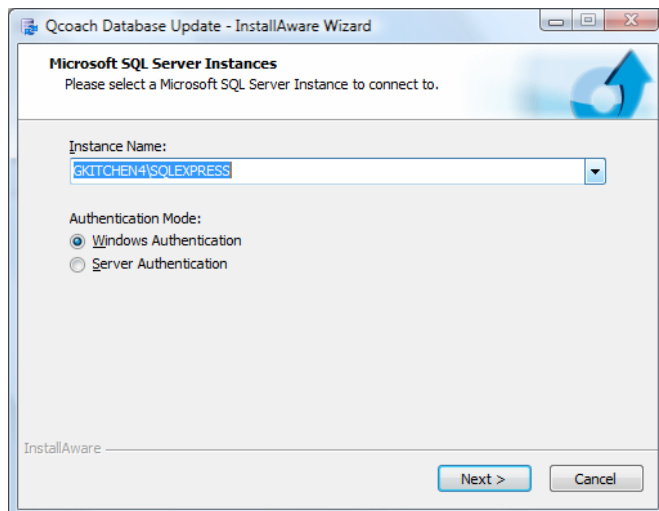 Qcoach Database Update - InstallAware Wizard
Microsoft SQL Server Instances
Please select a Microsoft SQL Server Instance to connect to.
Instance Name:
GKITCHEN4\SQLEXPRESS
Authentication Mode:
Windows Authentication
Server Authentication
InstallAware
Next >
Cancel